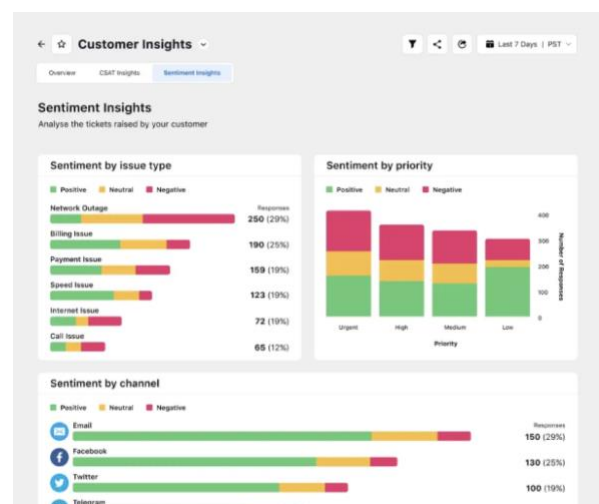 Customer Insights
Last 7 Days | PST
Overview CSAT Insights Sentiment Insights
Sentiment Insights
Analyse the tickets raised by your customer
Sentiment by issue type
Positive Neutral Negative
Responses
Network Outage
250 (29%)
Billing Issue
190 (25%)
Payment Issue
159 (19%)
Speed Issue
123 (19%)
Internet Issue
72 (19%)
Call Issue
65 (12%)
Sentiment by priority
Positive Neutral Negative
400
300
200
100
0
Number of Responses
Urgent High Medium Low
Priority
Sentiment by channel
Positive Neutral Negative
Responses
Email
150 (29%)
Facebook
130 (25%)
Twitter
100 (19%)
Telegram